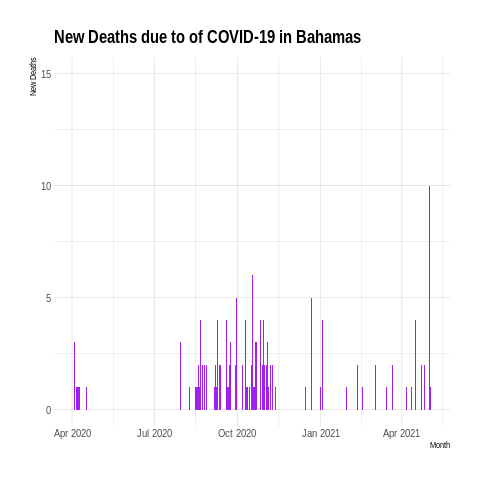 New Deaths due to of COVID-19 in Bahamas
New Deaths
15
10
5
0
Apr 2020 Jul 2020 Oct 2020 Jan 2021 Apr 2021
Month